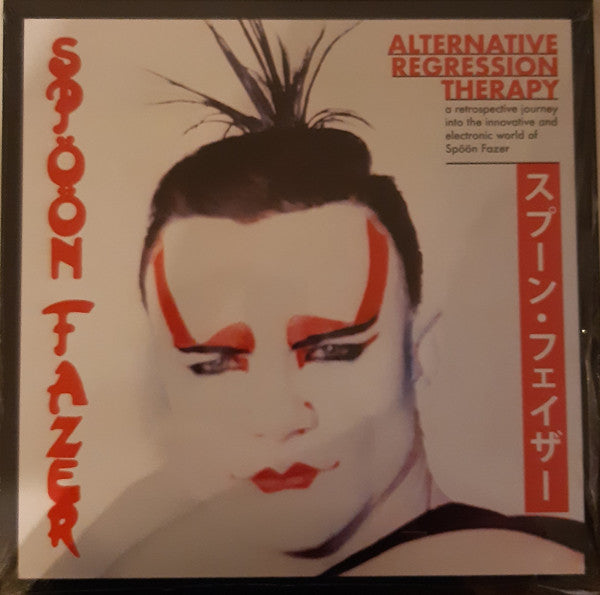 SPÖÖN FAZER
ALTERNATIVE
REGRESSION
THERAPY
a retrospective journey
into the innovative and
electronic world of
Spöön Fazer
スプーン・フェイザー